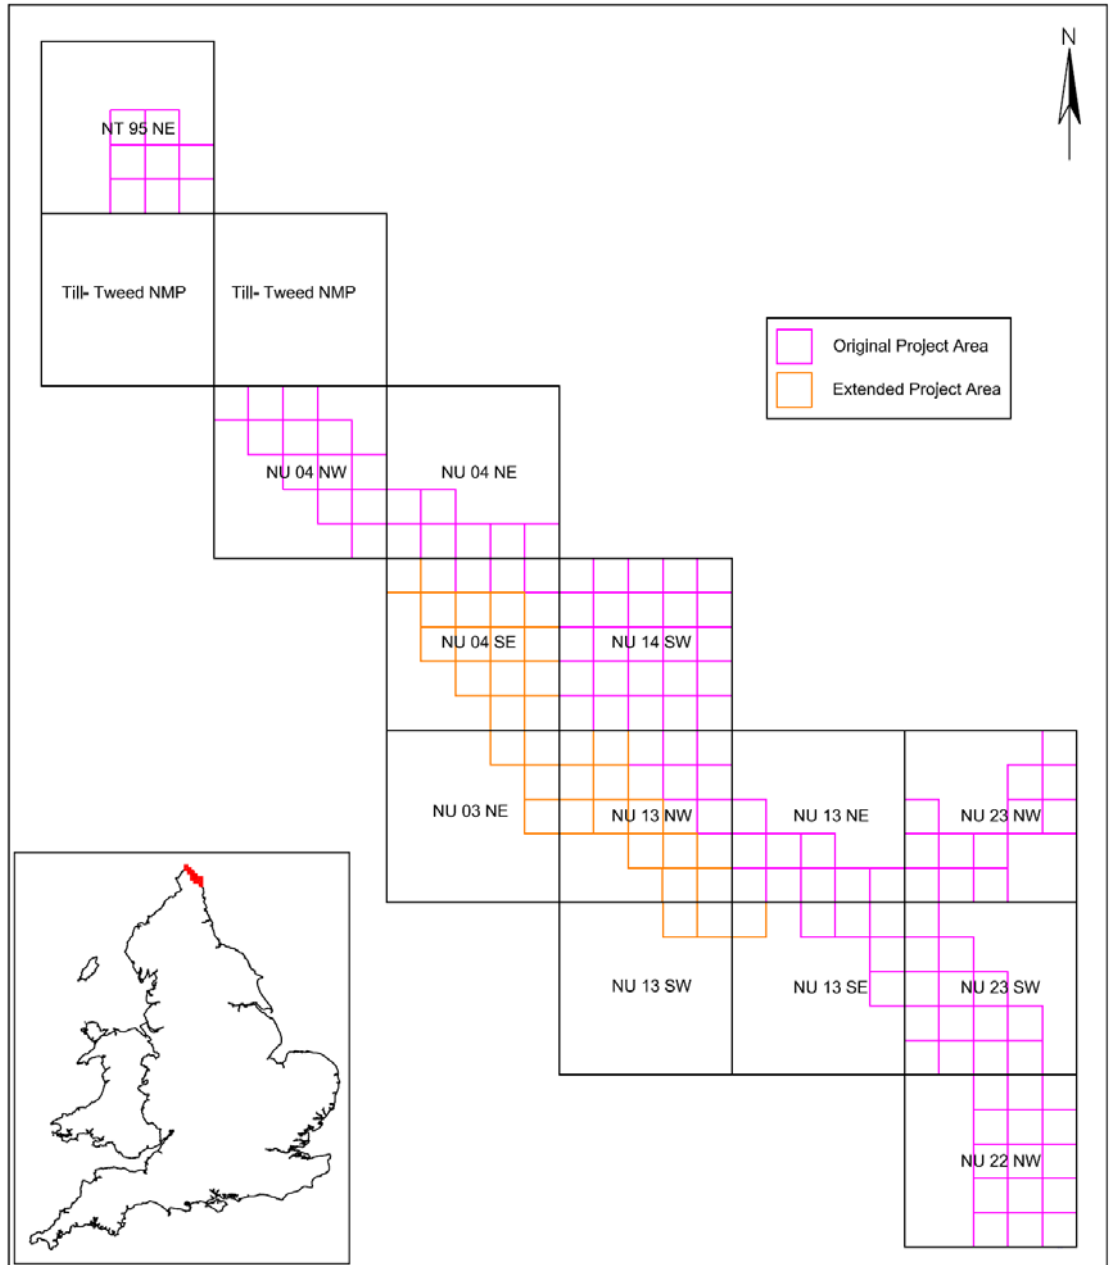 N
NT 95 NE
Till- Tweed NMP
Till- Tweed NMP
Original Project Area
Extended Project Area
NU 04 NW
NU 04 NE
NU 04 SE
NU 14 SW
NU 03 NE
NU 13 NW
NU 13 NE
NU 23 NW
NU 13 SW
NU 13 SE
NU 23 SW
NU 22 NW